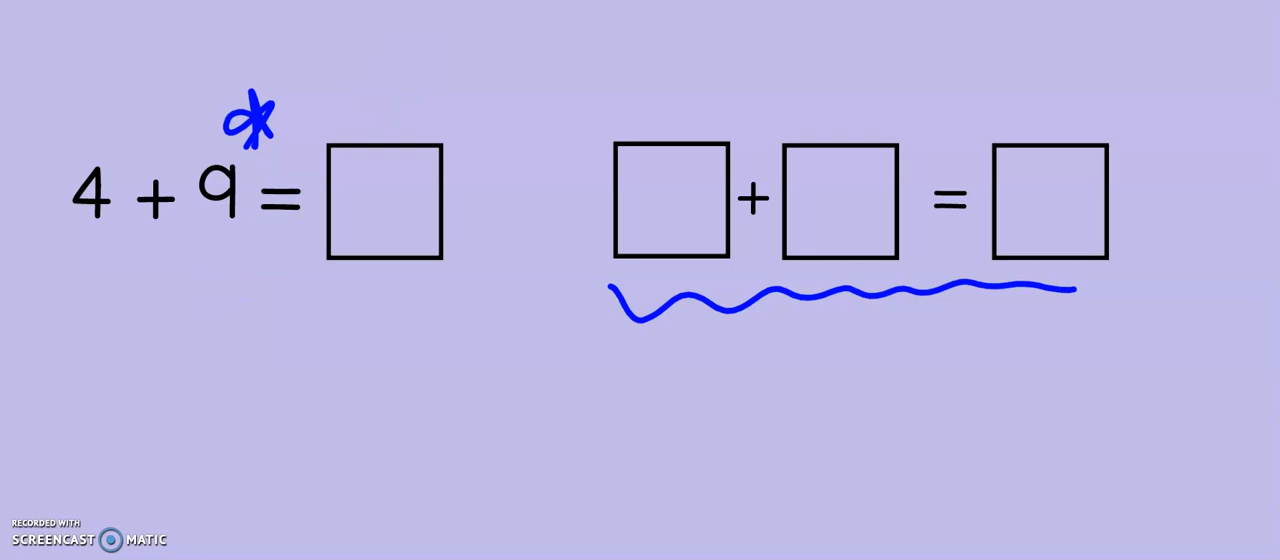 4 + 9 = + =
RECORDED WITH
SCREENCAST MATIC